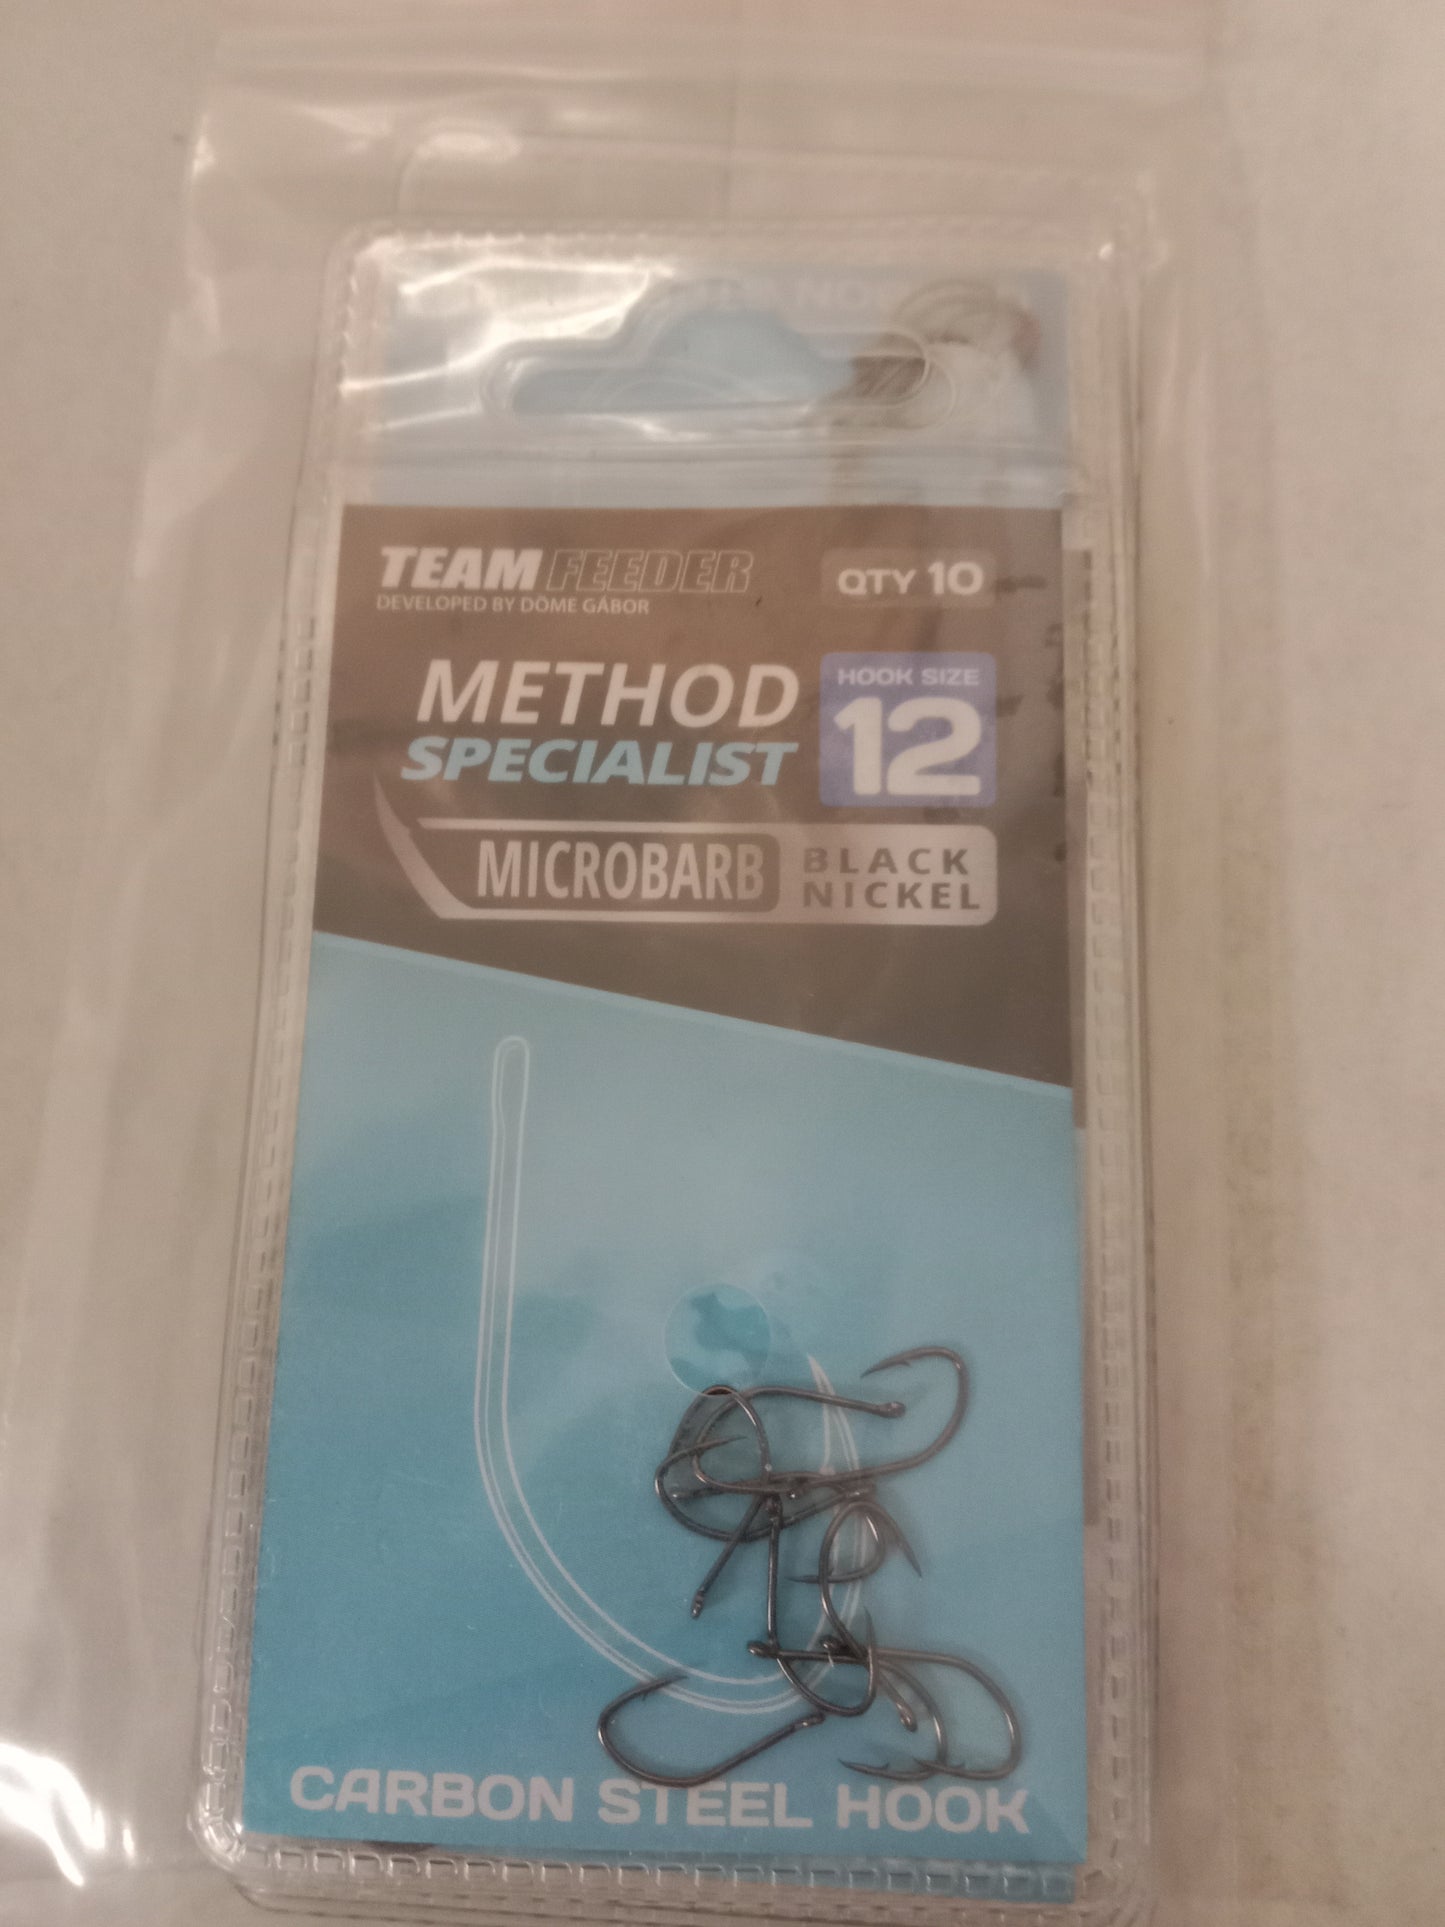 TEAM FEEDER
DEVELOPED BY DÖME GÁBOR
QTY 10
METHOD
SPECIALIST
HOOK SIZE
12
MICROBARB
BLACK
NICKEL
CARBON STEEL HOOK